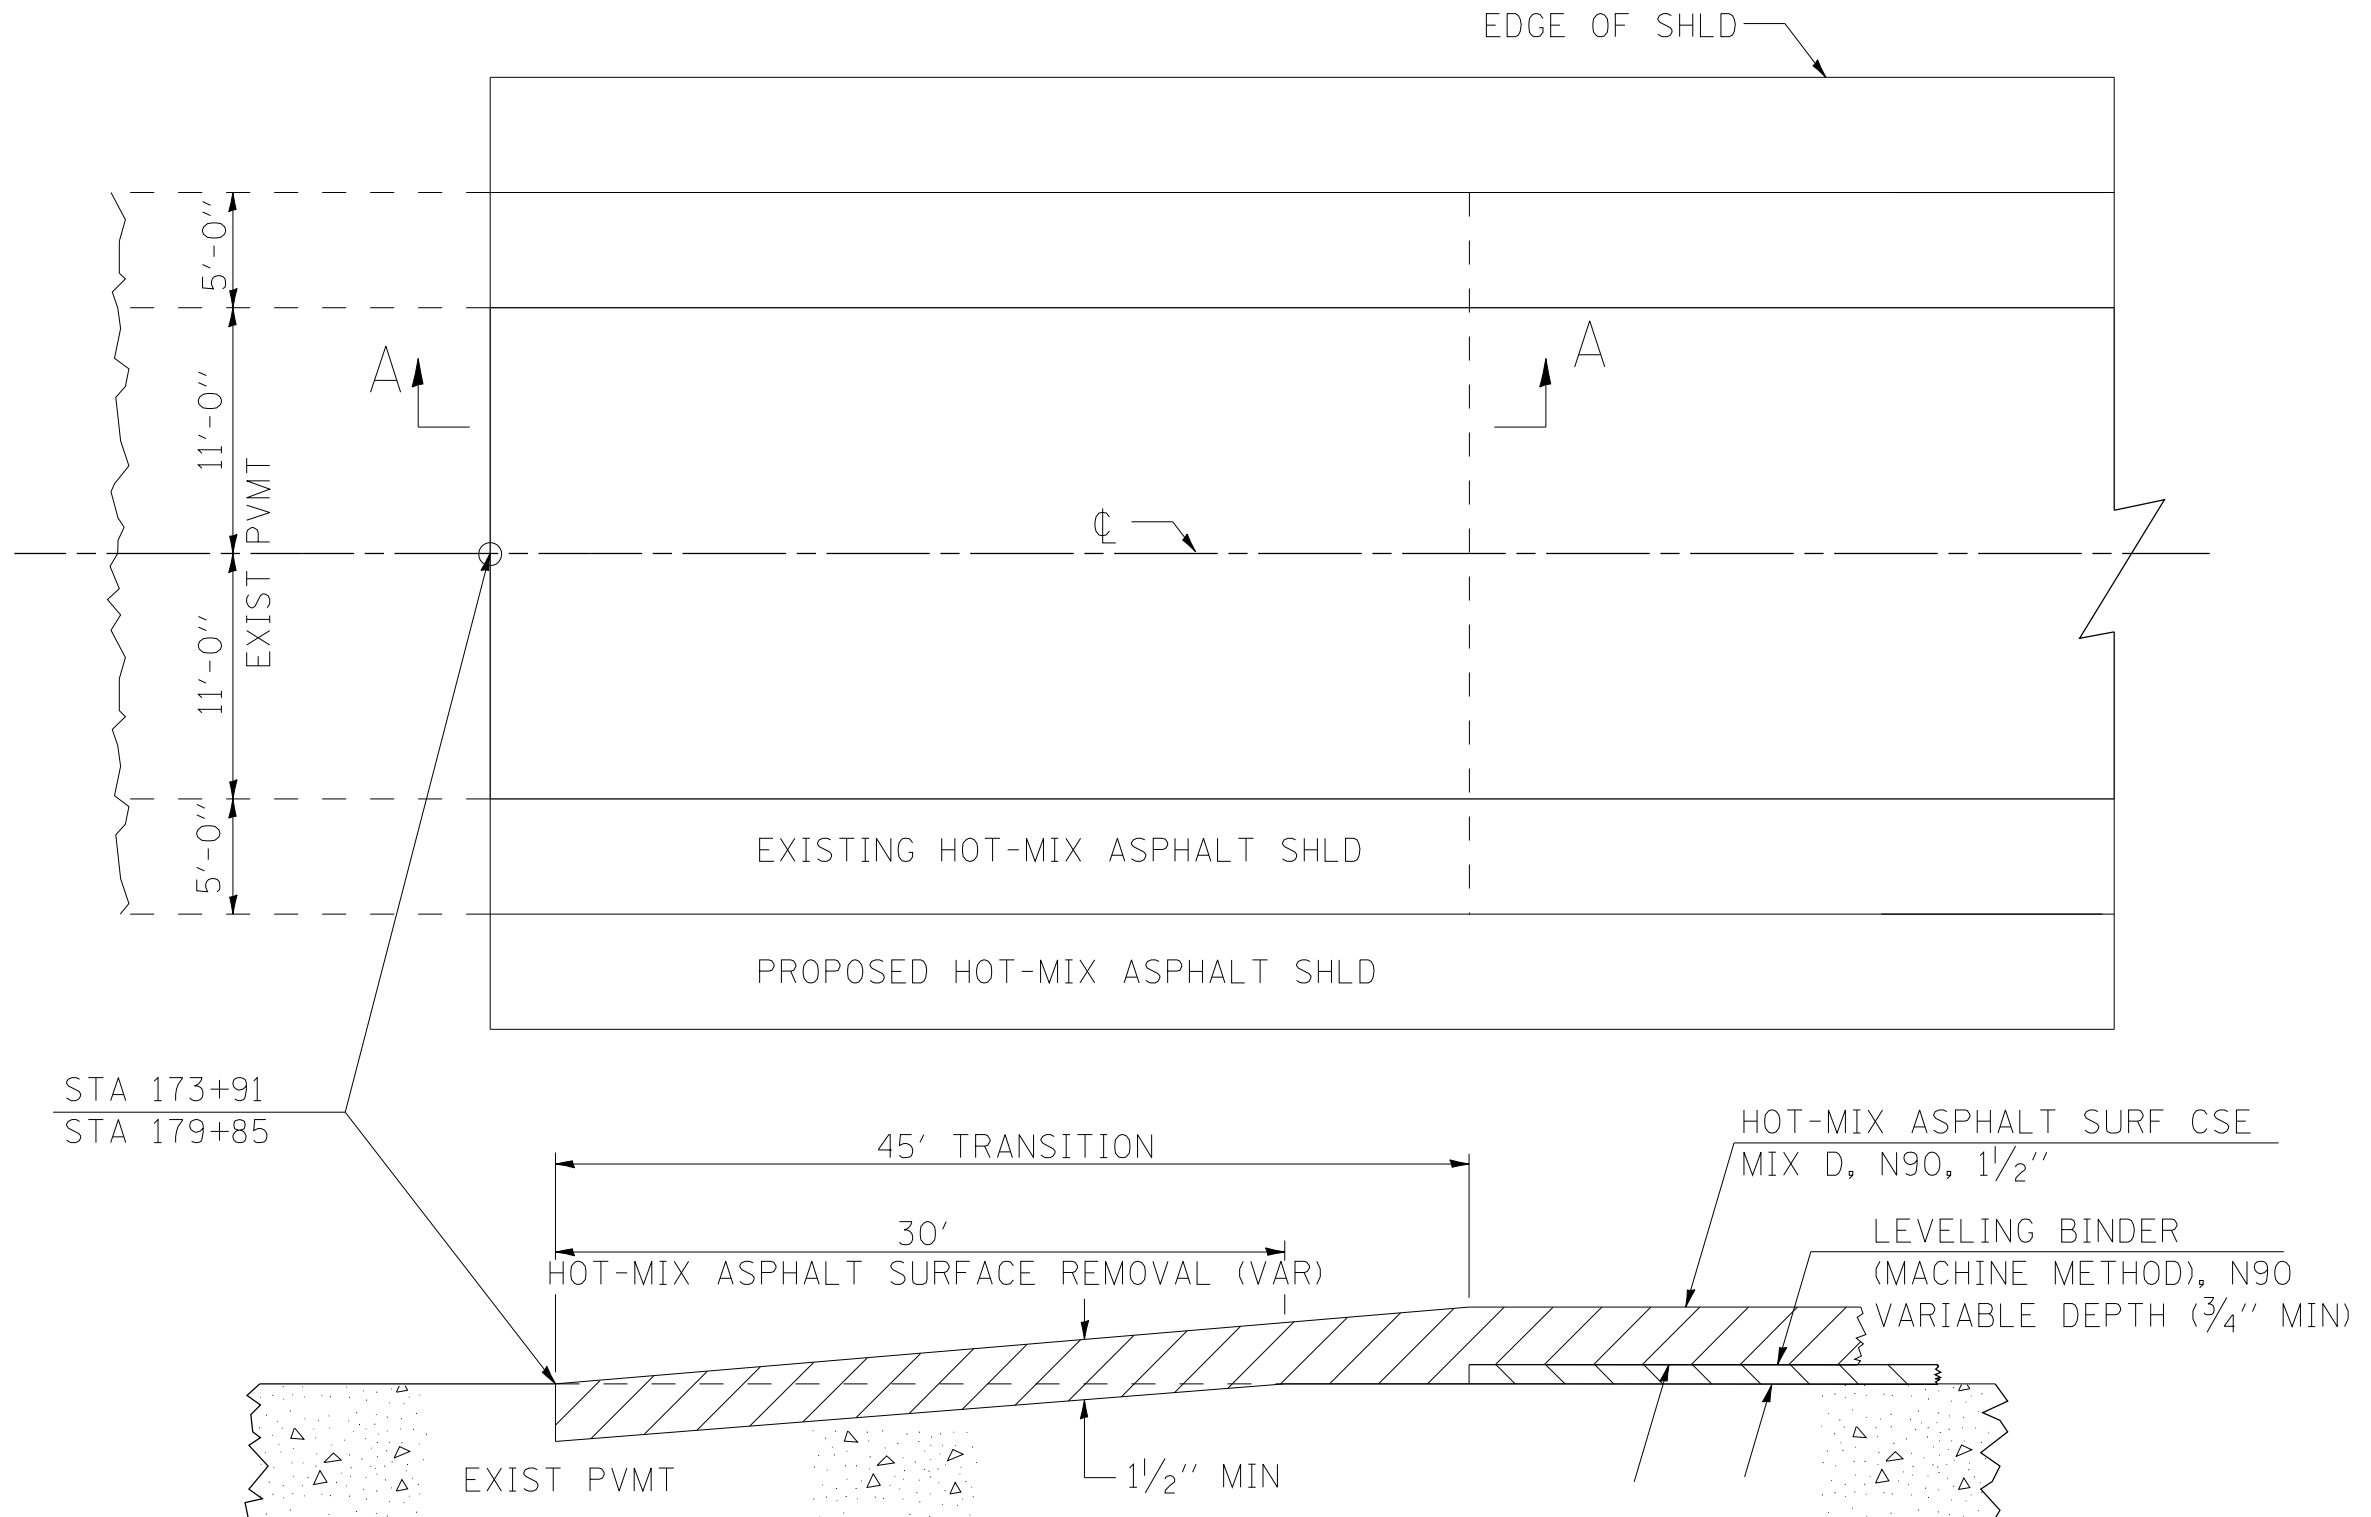 EDGE OF SHLD
5'-0"
11'-0"
EXIST PVMT
11'-0"
5'-0"
A
A
℄
EXISTING HOT-MIX ASPHALT SHLD
PROPOSED HOT-MIX ASPHALT SHLD
STA 173+91
STA 179+85
45' TRANSITION
30'
HOT-MIX ASPHALT SURFACE REMOVAL (VAR)
HOT-MIX ASPHALT SURF CSE
MIX D, N90, 1½"
LEVELING BINDER
(MACHINE METHOD), N90
VARIABLE DEPTH (¾" MIN)
EXIST PVMT
1½" MIN